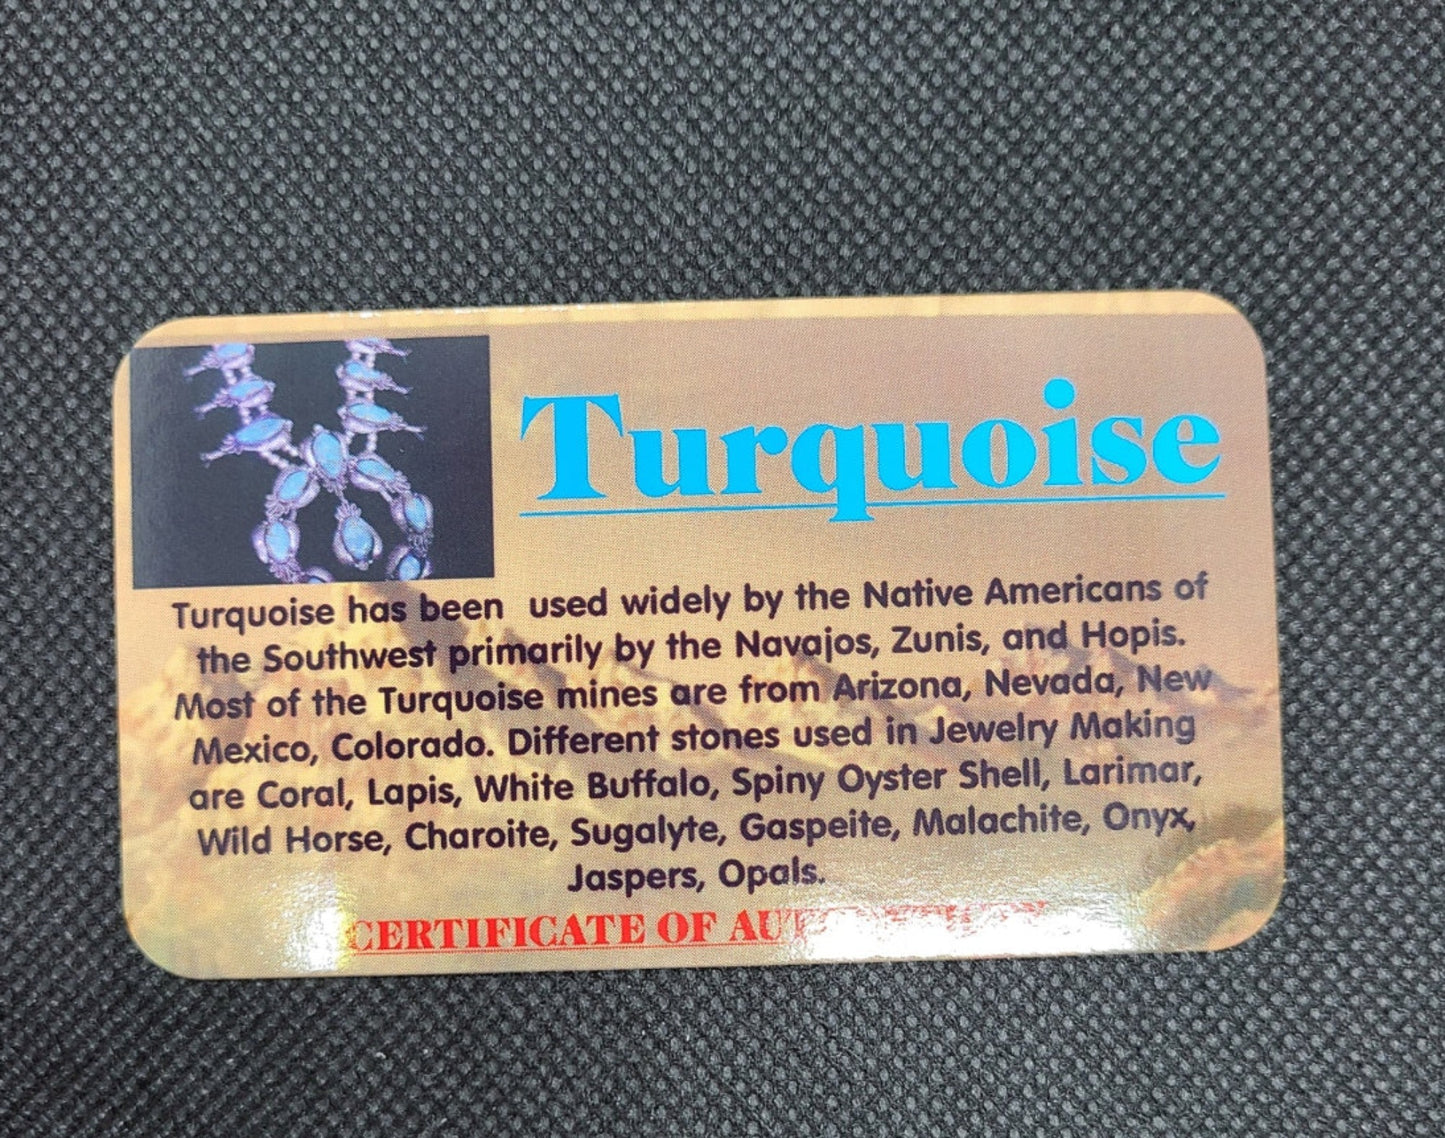 Turquoise
Turquoise has been used widely by the Native Americans of
the Southwest primarily by the Navajos, Zunis, and Hopis.
Most of the Turquoise mines are from Arizona, Nevada, New
Mexico, Colorado. Different stones used in Jewelry Making
are Coral, Lapis, White Buffalo, Spiny Oyster Shell, Larimar,
Wild Horse, Charoite, Sugalyte, Gaspeite, Malachite, Onyx,
Jaspers, Opals.
CERTIFICATE OF